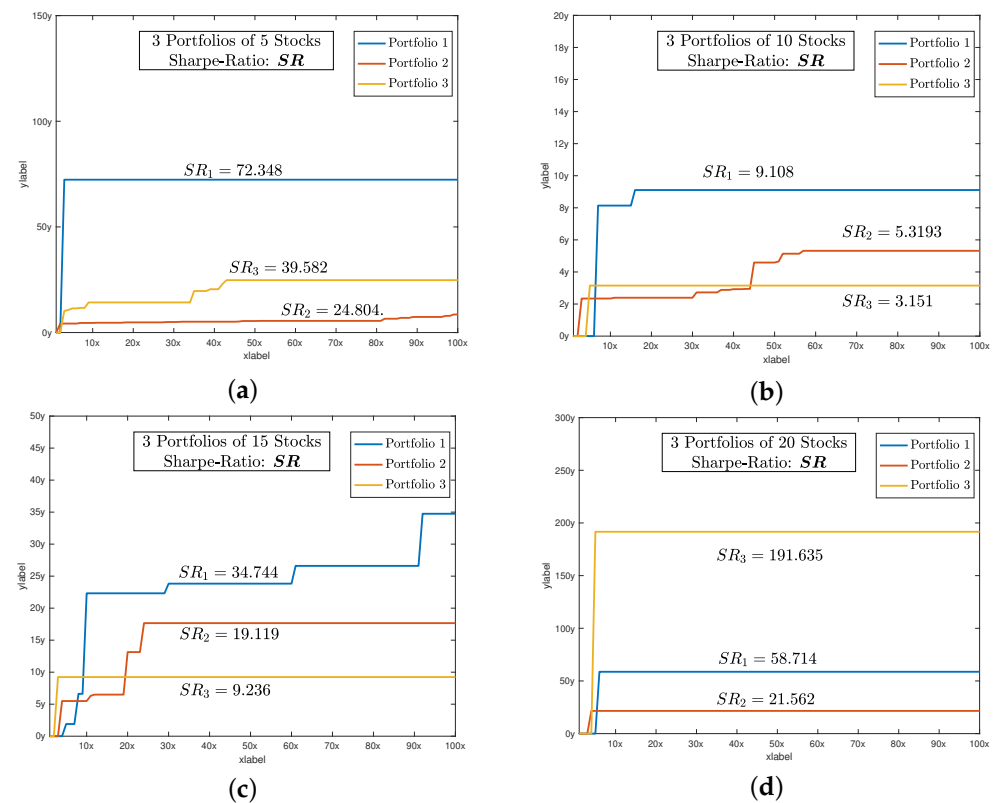 150y
100y
50y
0y
ylabel
3 Portfolios of 5 Stocks
Sharpe-Ratio: SR
Portfolio 1
Portfolio 2
Portfolio 3
SR₁ = 72.348
SR₃ = 39.582
SR₂ = 24.804.
10x 20x 30x 40x 50x 60x 70x 80x 90x 100x
xlabel
(a)
20y
18y
16y
14y
12y
10y
8y
6y
4y
2y
0y
ylabel
3 Portfolios of 10 Stocks
Sharpe-Ratio: SR
Portfolio 1
Portfolio 2
Portfolio 3
SR₁ = 9.108
SR₂ = 5.3193
SR₃ = 3.151
10x 20x 30x 40x 50x 60x 70x 80x 90x 100x
xlabel
(b)
50y
45y
40y
35y
30y
25y
20y
15y
10y
5y
0y
ylabel
3 Portfolios of 15 Stocks
Sharpe-Ratio: SR
Portfolio 1
Portfolio 2
Portfolio 3
SR₁ = 34.744
SR₂ = 19.119
SR₃ = 9.236
10x 20x 30x 40x 50x 60x 70x 80x 90x 100x
xlabel
(c)
300y
250y
200y
150y
100y
50y
0y
ylabel
3 Portfolios of 20 Stocks
Sharpe-Ratio: SR
Portfolio 1
Portfolio 2
Portfolio 3
SR₃ = 191.635
SR₁ = 58.714
SR₂ = 21.562
10x 20x 30x 40x 50x 60x 70x 80x 90x 100x
xlabel
(d)